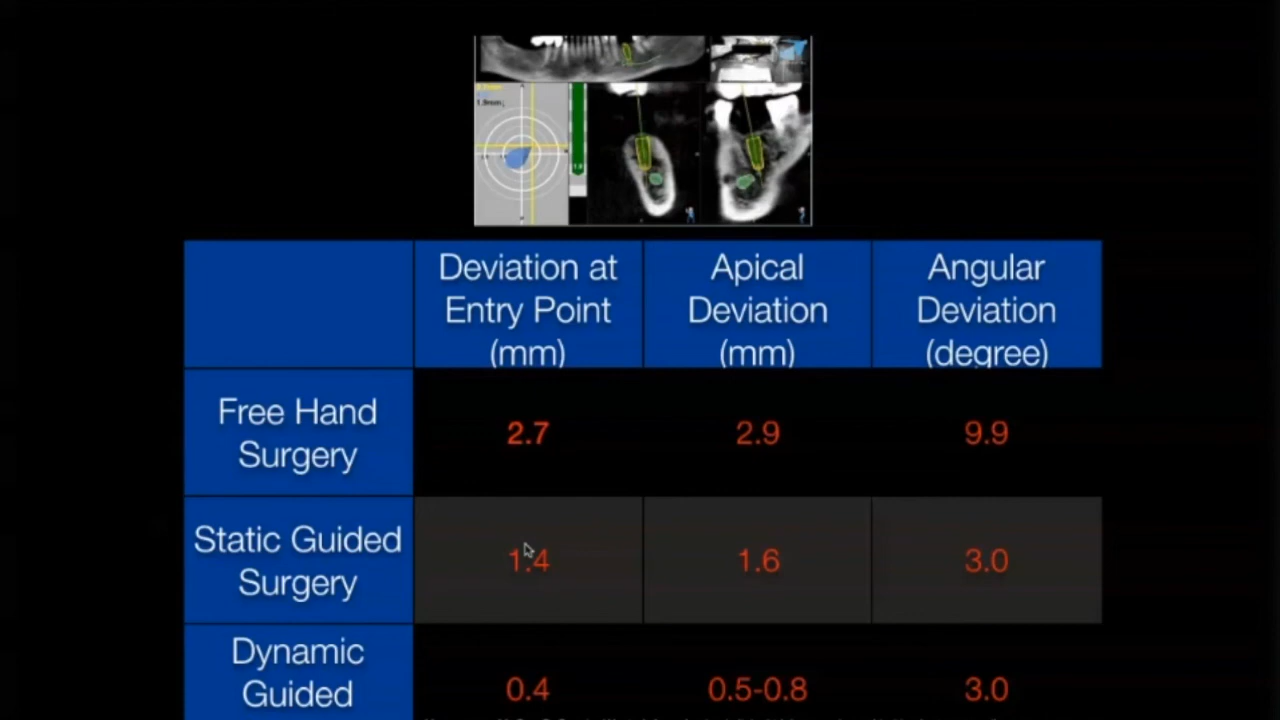 1.9mm
Deviation at
Entry Point
(mm)
Apical
Deviation
(mm)
Angular
Deviation
(degree)
Free Hand
Surgery
2.7
2.9
9.9
Static Guided
Surgery
1.4
1.6
3.0
Dynamic
Guided
0.4
0.5-0.8
3.0